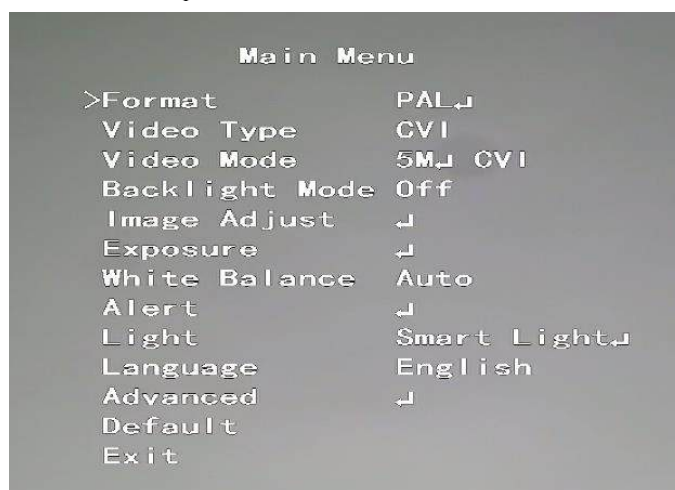 Main Menu
>Format PAL↵
Video Type CVI
Video Mode 5M↵ CVI
Backlight Mode Off
Image Adjust ↵
Exposure ↵
White Balance Auto
Alert ↵
Light Smart Light↵
Language English
Advanced ↵
Default
Exit